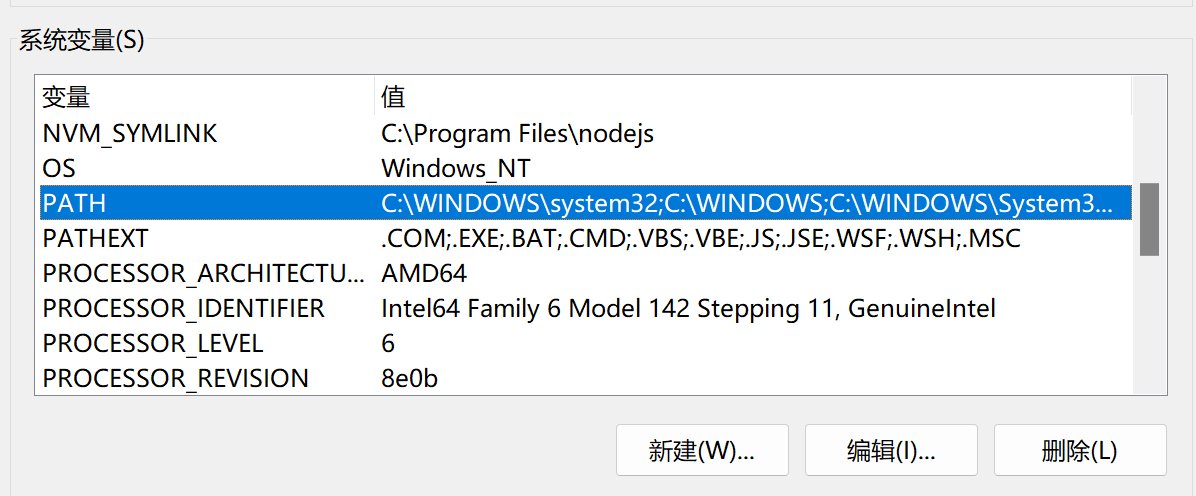 系统变量(S)
变量 值
NVM_SYMLINK C:\Program Files\nodejs
OS Windows_NT
PATH C:\WINDOWS\system32;C:\WINDOWS;C:\WINDOWS\System3...
PATHEXT .COM;.EXE;.BAT;.CMD;.VBS;.VBE;.JS;.JSE;.WSF;.WSH;.MSC
PROCESSOR_ARCHITECTU... AMD64
PROCESSOR_IDENTIFIER Intel64 Family 6 Model 142 Stepping 11, GenuineIntel
PROCESSOR_LEVEL 6
PROCESSOR_REVISION 8e0b
新建(W)... 编辑(I)... 删除(L)